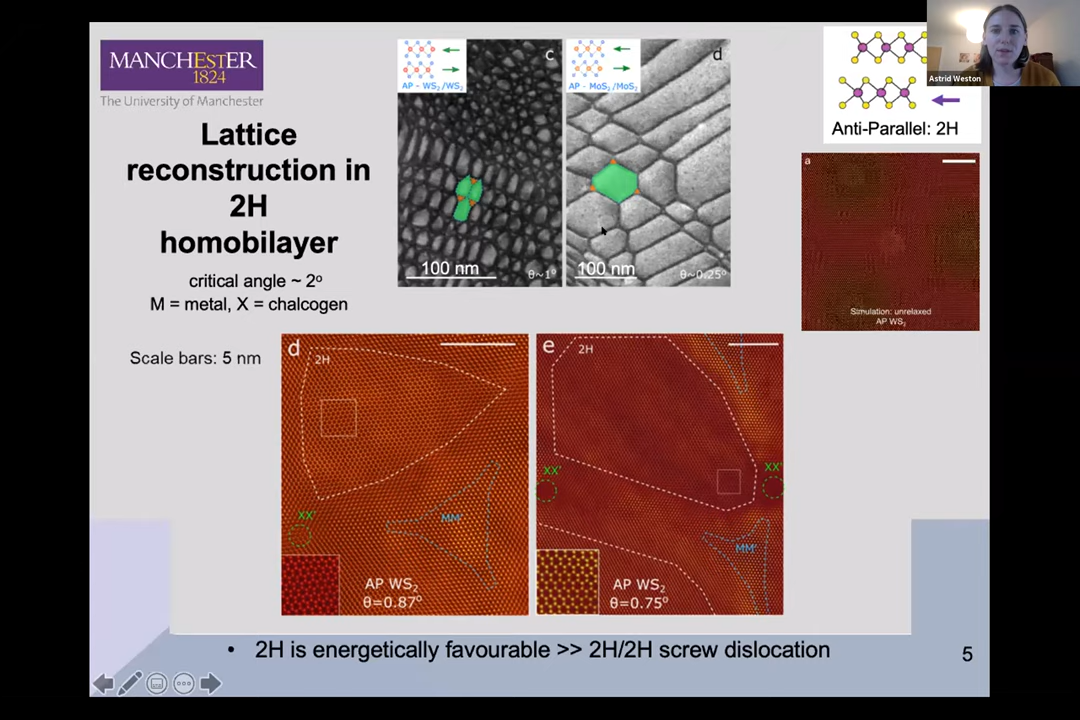 MANCHESTER
1824
The University of Manchester
Lattice
reconstruction in
2H
homobilayer
critical angle ~ 2º
M = metal, X = chalcogen
Scale bars: 5 nm
AP - WS₂/WS₂
c
100 nm
θ~1°
AP - MoS₂/MoS₂
d
100 nm
θ~0.25°
Astrid Weston
Anti-Parallel: 2H
a
Simulation: unrelaxed
AP WS₂
d
2H
XX'
MM'
AP WS₂
θ=0.87º
e
2H
XX'
XX'
MM'
AP WS₂
θ=0.75º
• 2H is energetically favourable >> 2H/2H screw dislocation
5